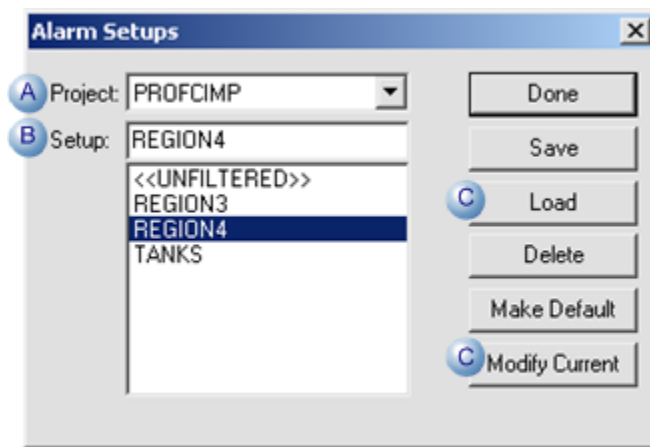 Alarm Setups
A Project: PROFCIMP
B Setup: REGION4
<<UNFILTERED>>
REGION3
REGION4
TANKS
Done
Save
C Load
Delete
Make Default
C Modify Current